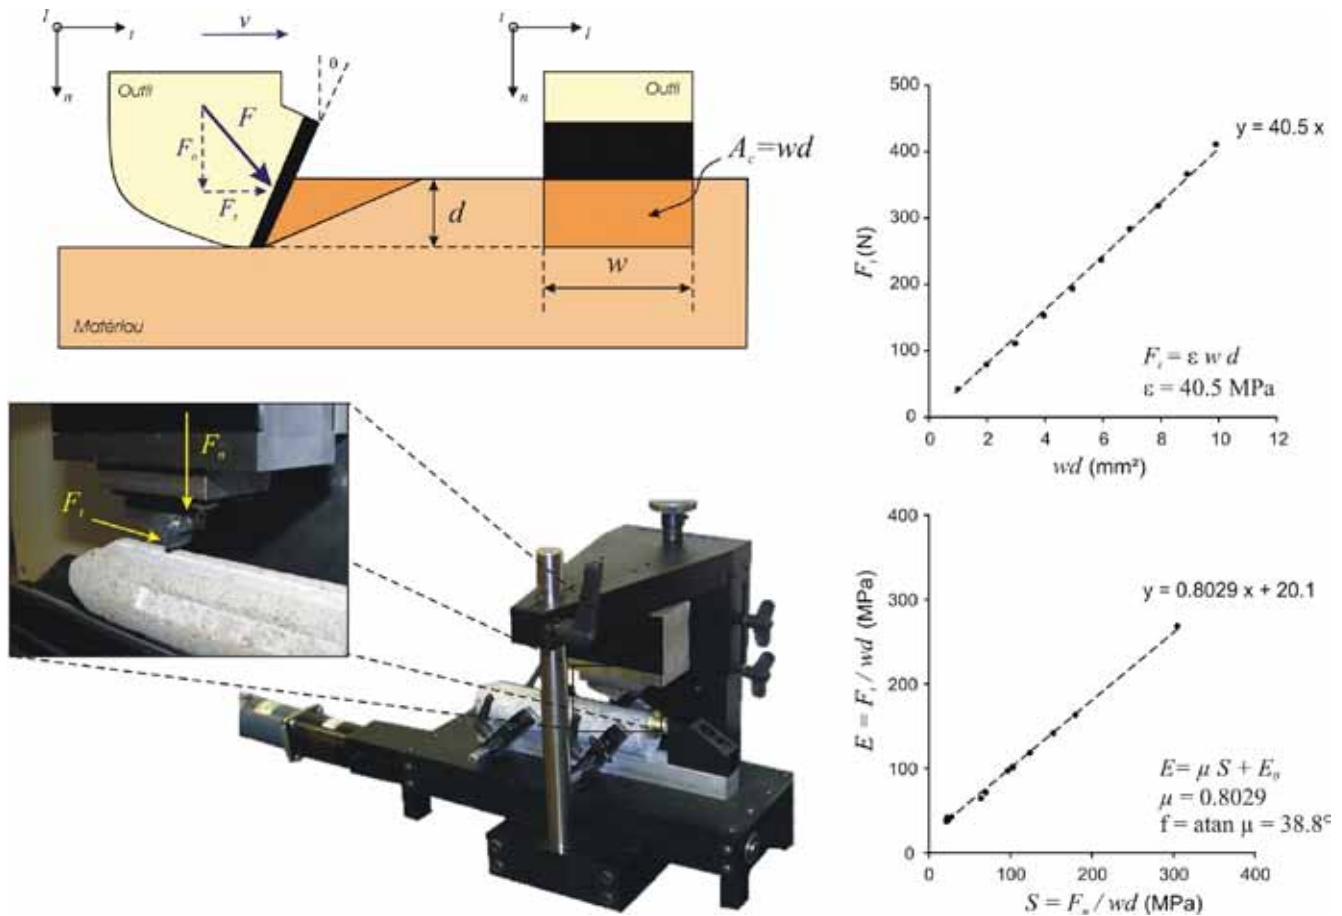 l
t
n
v
θ
Outil
F
Fn
Ft
d
Matériau
t
l
n
Outil
Ac=wd
w
Fn
Ft
500
400
300
200
100
0
0 2 4 6 8 10 12
Ft (N)
wd (mm²)
y = 40.5 x
Ft = ε w d
ε = 40.5 MPa
400
300
200
100
0
0 100 200 300 400
E = Ft / wd (MPa)
S = Fn / wd (MPa)
y = 0.8029 x + 20.1
E= μ S + E0
μ = 0.8029
f = atan μ = 38.8°